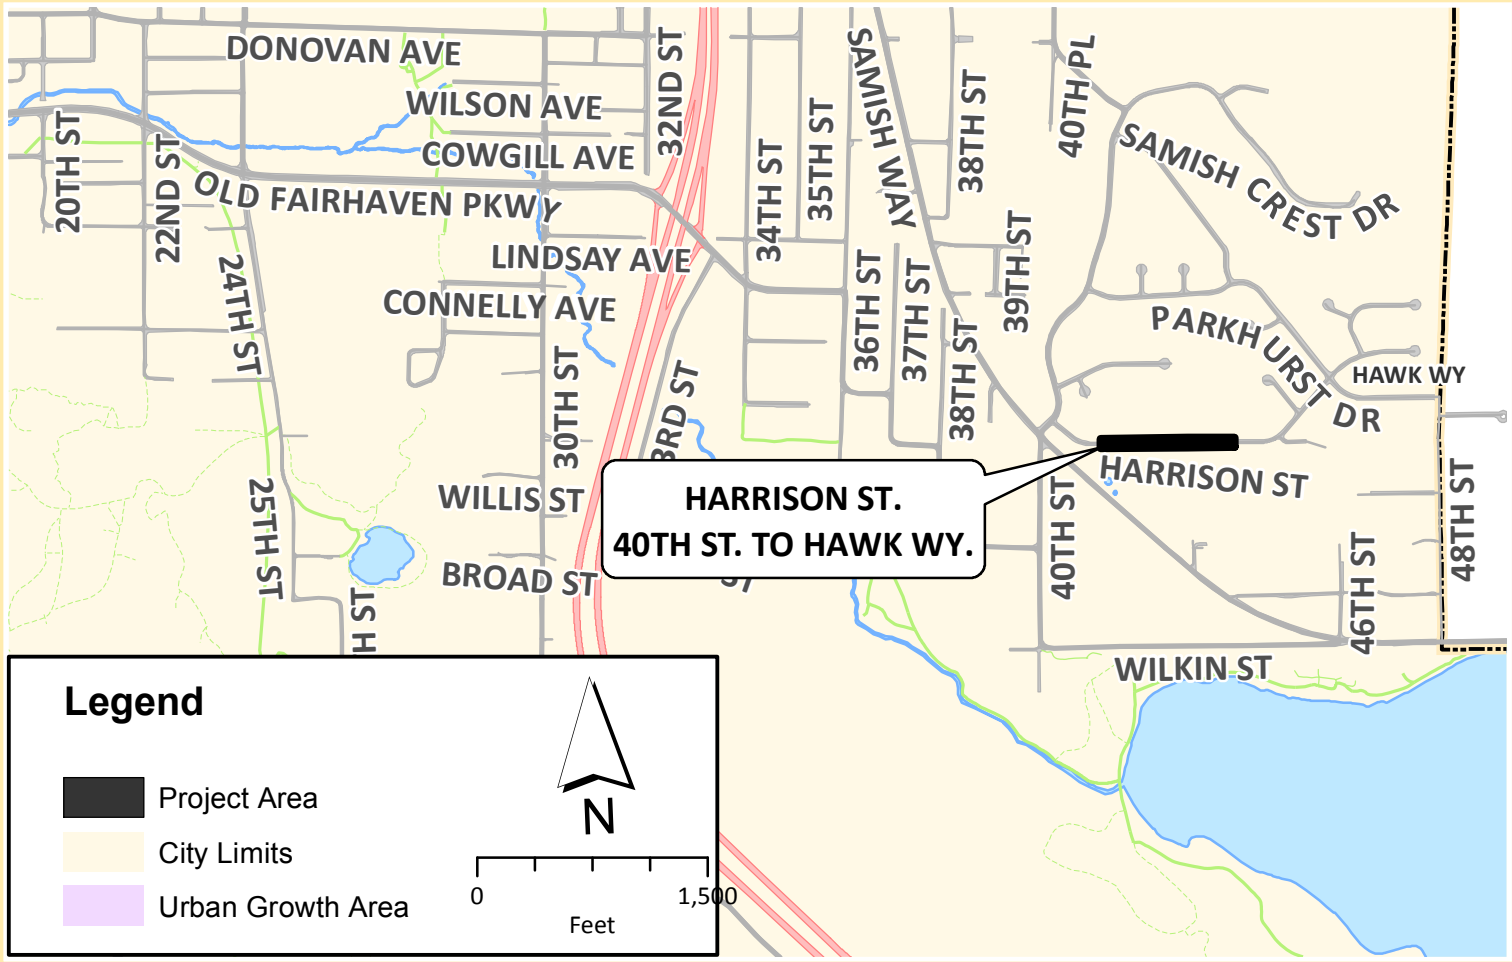 DONOVAN AVE
WILSON AVE
COWGILL AVE
OLD FAIRHAVEN PKWY
20TH ST
22ND ST
24TH ST
25TH ST
32ND ST
34TH ST
35TH ST
SAMISH WAY
38TH ST
40TH PL
SAMISH CREST DR
LINDSAY AVE
CONNELLY AVE
30TH ST
36TH ST
37TH ST
38TH ST
39TH ST
PARKHURST DR
HAWK WY
HARRISON ST
WILLIS ST
BROAD ST
3RD ST
ST
H ST
40TH ST
46TH ST
48TH ST
WILKIN ST
HARRISON ST.
40TH ST. TO HAWK WY.
Legend
Project Area
City Limits
Urban Growth Area
N
0 1,500
Feet